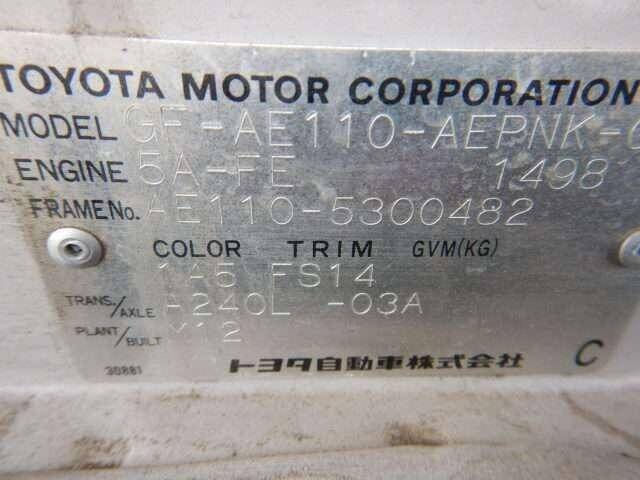 TOYOTA MOTOR CORPORATION
MODEL GF-AE110-AEPNK-
ENGINE 5A-FE 1498
FRAME No. AE110-5300482
COLOR TRIM GVM(KG)
1A5 FS14
TRANS./AXLE A240L -03A
PLANT/BUILT M12
30881 トヨタ自動車株式会社 C